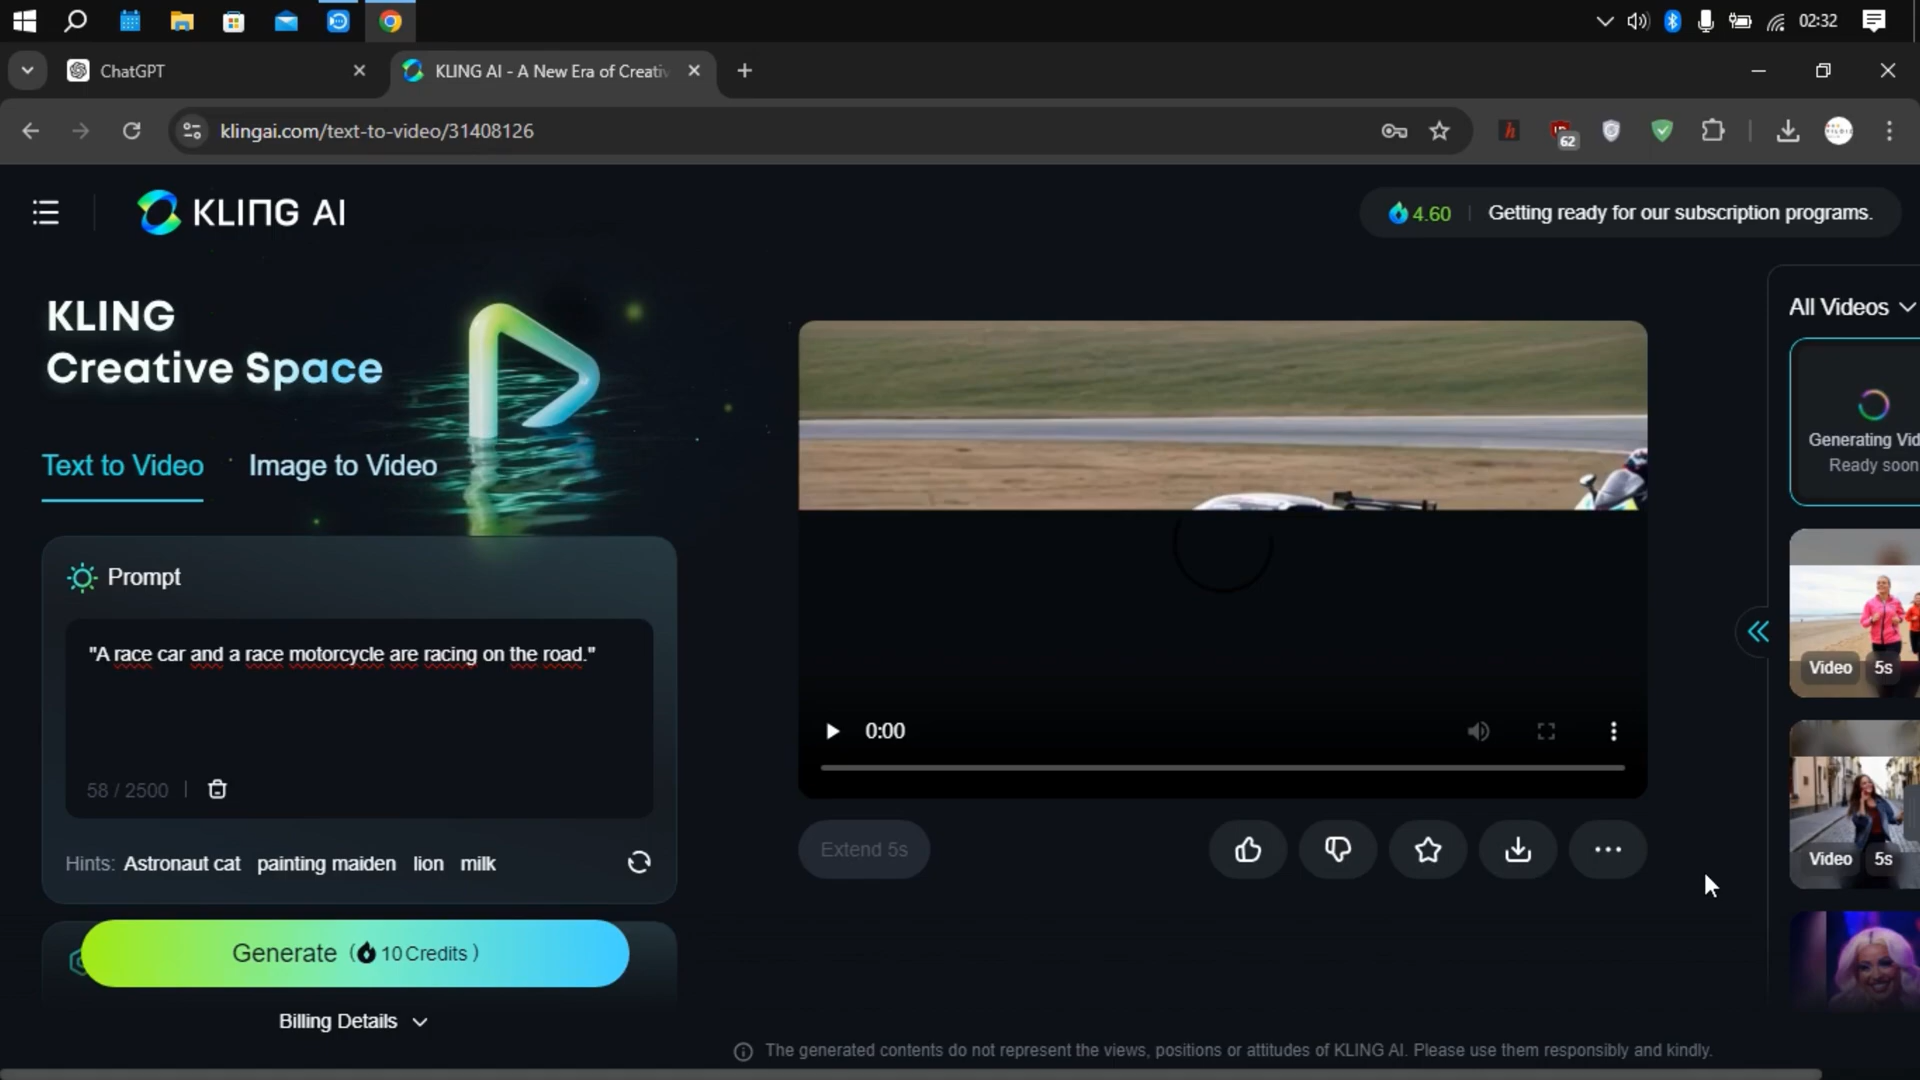 02:32
ChatGPT
KLING AI - A New Era of Creativ
klingai.com/text-to-video/31408126
62
KLING AI
4.60
Getting ready for our subscription programs.
KLING
Creative Space
Text to Video
Image to Video
Prompt
"A race car and a race motorcycle are racing on the road."
58 / 2500
Hints: Astronaut cat painting maiden lion milk
Generate ( 10 Credits )
Billing Details
0:00
Extend 5s
All Videos
Generating Vid
Ready soon
Video 5s
Video 5s
The generated contents do not represent the views, positions or attitudes of KLING AI. Please use them responsibly and kindly.